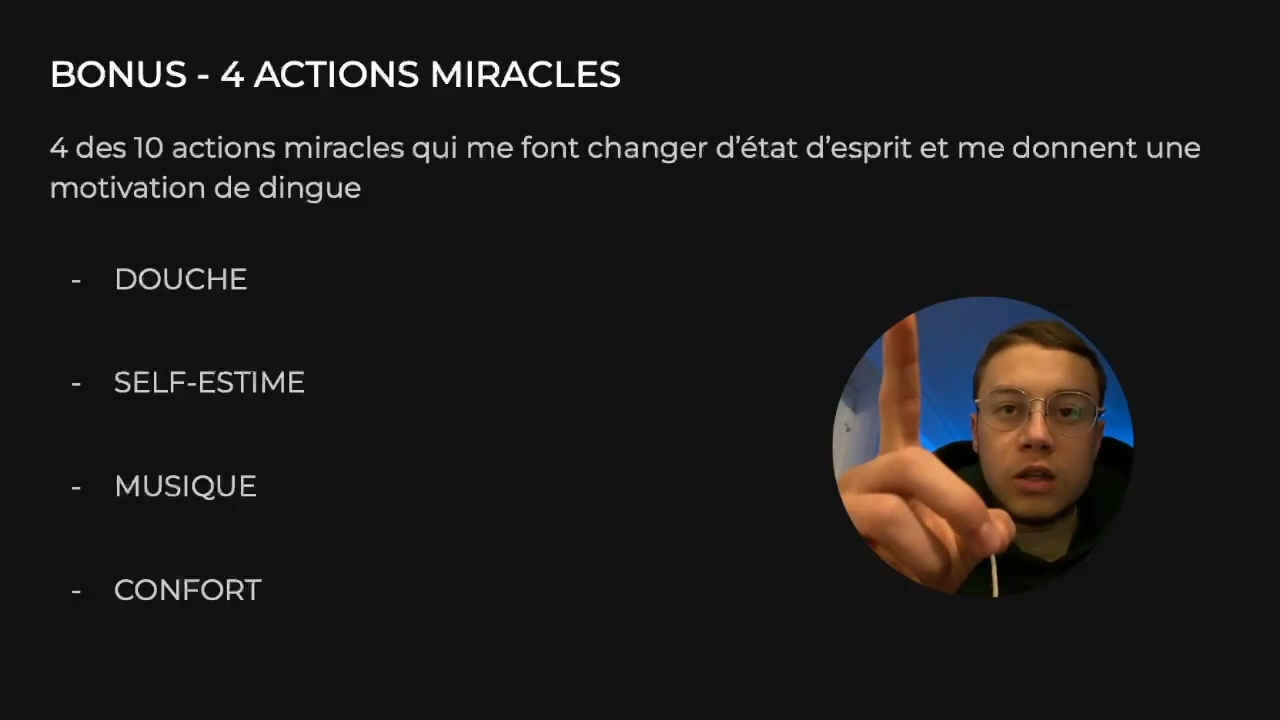 BONUS - 4 ACTIONS MIRACLES
4 des 10 actions miracles qui me font changer d’état d’esprit et me donnent une
motivation de dingue
- DOUCHE
- SELF-ESTIME
- MUSIQUE
- CONFORT